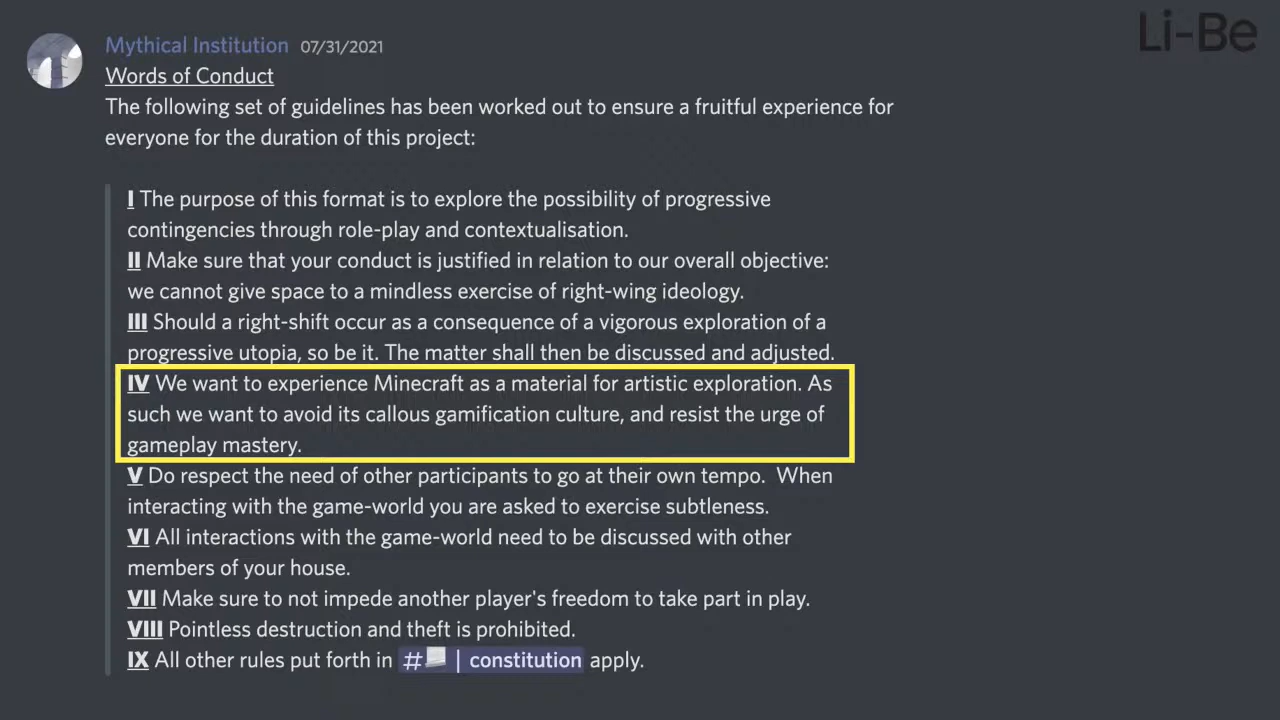 Li-Be
Mythical Institution 07/31/2021
Words of Conduct
The following set of guidelines has been worked out to ensure a fruitful experience for
everyone for the duration of this project:
I The purpose of this format is to explore the possibility of progressive
contingencies through role-play and contextualisation.
II Make sure that your conduct is justified in relation to our overall objective:
we cannot give space to a mindless exercise of right-wing ideology.
III Should a right-shift occur as a consequence of a vigorous exploration of a
progressive utopia, so be it. The matter shall then be discussed and adjusted.
IV We want to experience Minecraft as a material for artistic exploration. As
such we want to avoid its callous gamification culture, and resist the urge of
gameplay mastery.
V Do respect the need of other participants to go at their own tempo.  When
interacting with the game-world you are asked to exercise subtleness.
VI All interactions with the game-world need to be discussed with other
members of your house.
VII Make sure to not impede another player's freedom to take part in play.
VIII Pointless destruction and theft is prohibited.
IX All other rules put forth in # | constitution apply.